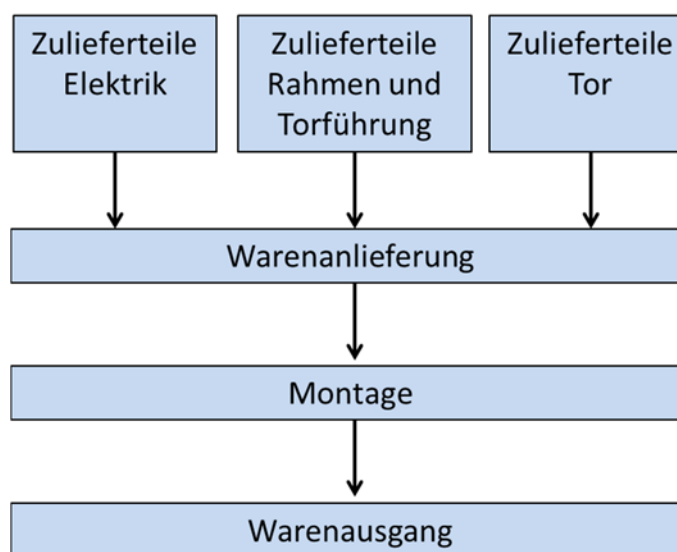 Zulieferteile
Elektrik
Zulieferteile
Rahmen und
Torführung
Zulieferteile
Tor
Warenanlieferung
Montage
Warenausgang